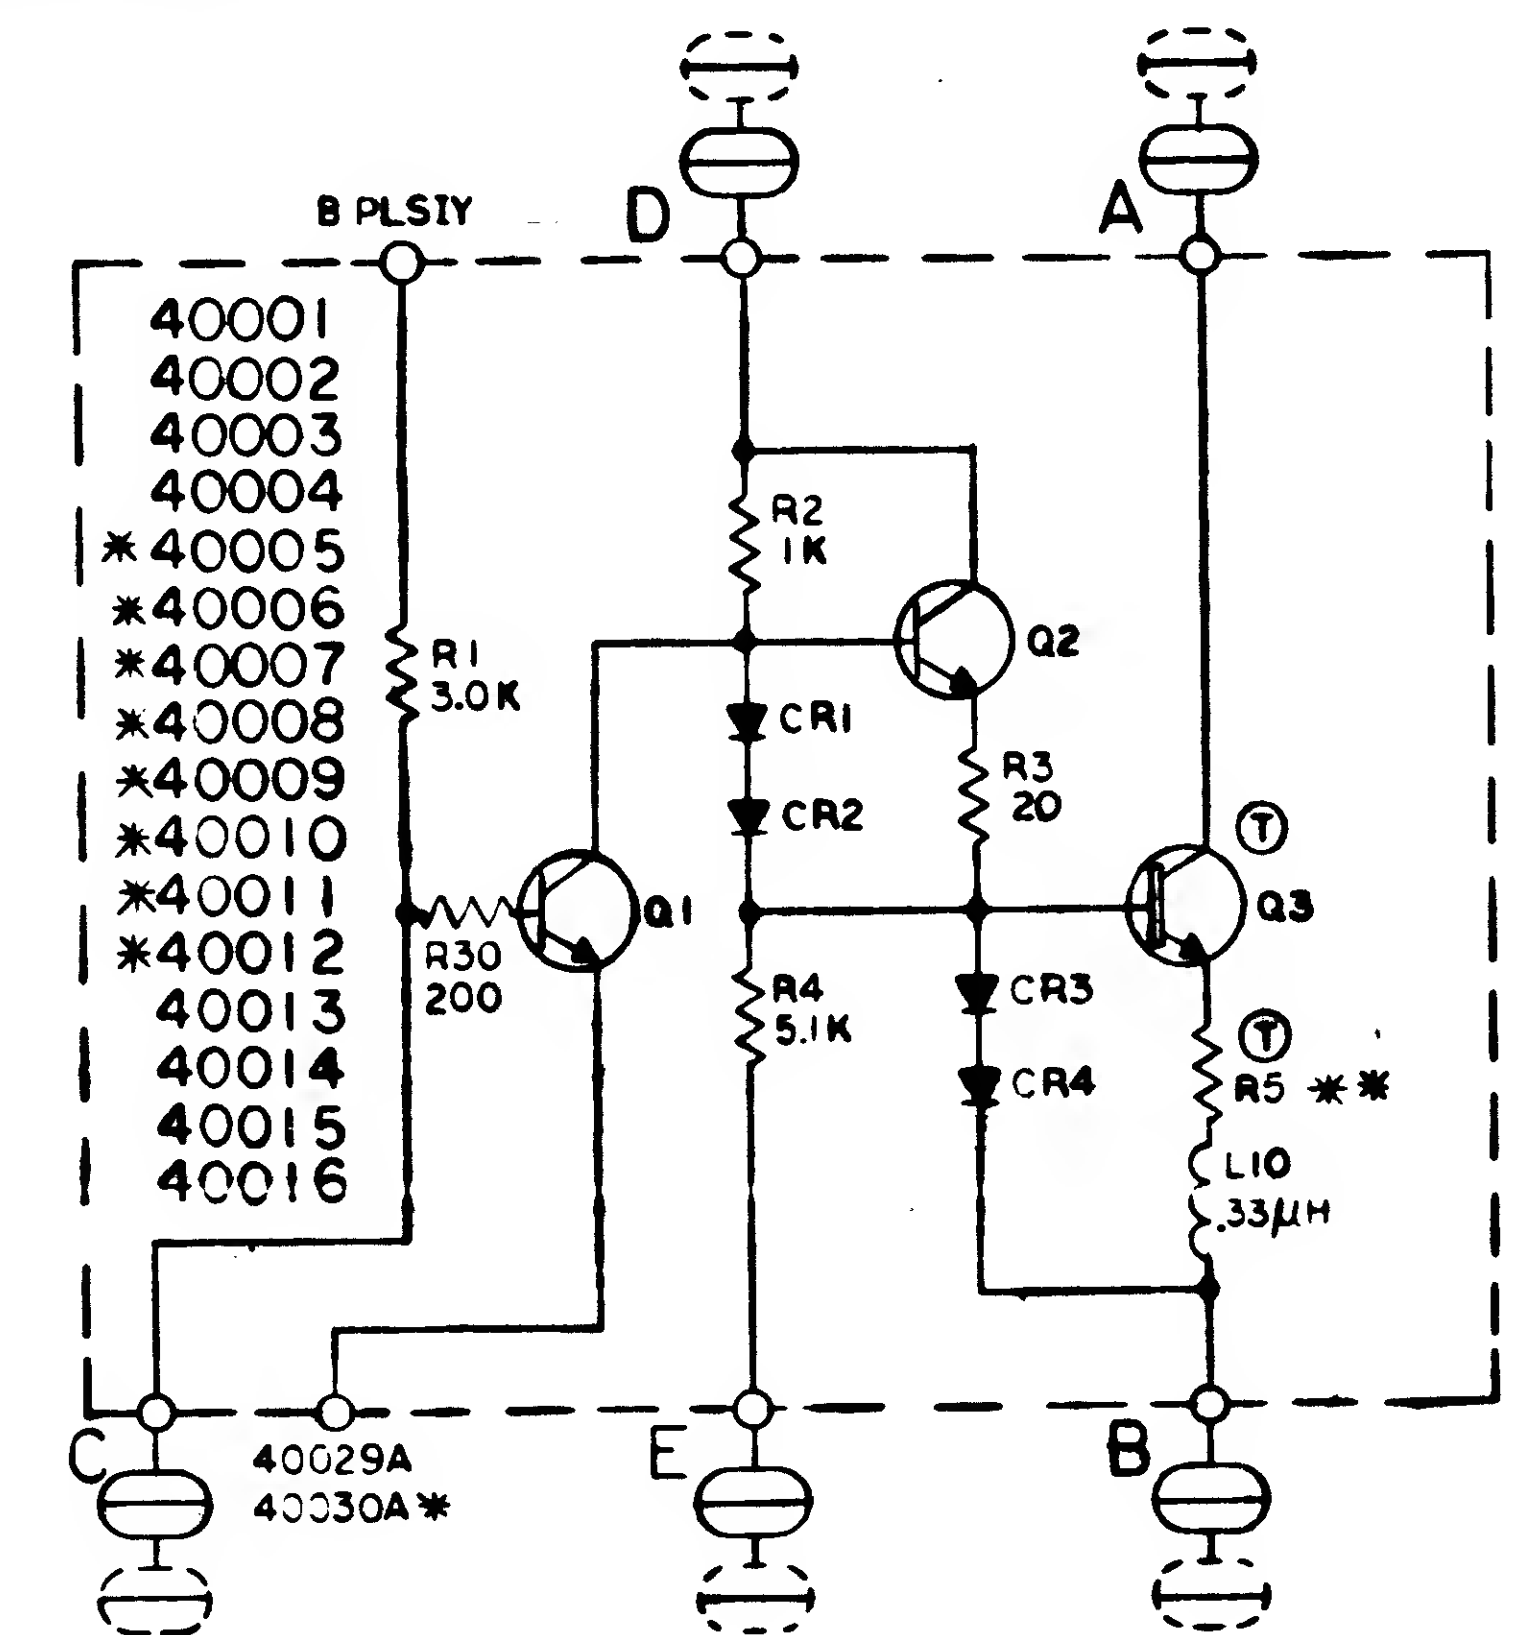 D
A
B PLSIY
40001
40002
40003
40004
*40005
*40006
*40007
*40008
*40009
*40010
*40011
*40012
40013
40014
40015
40016
R1
3.0K
R30
200
Q1
R2
1K
CR1
CR2
R4
5.1K
Q2
R3
20
CR3
CR4
T
Q3
T
R5 **
L10
.33μH
C
40029A
40030A*
E
B